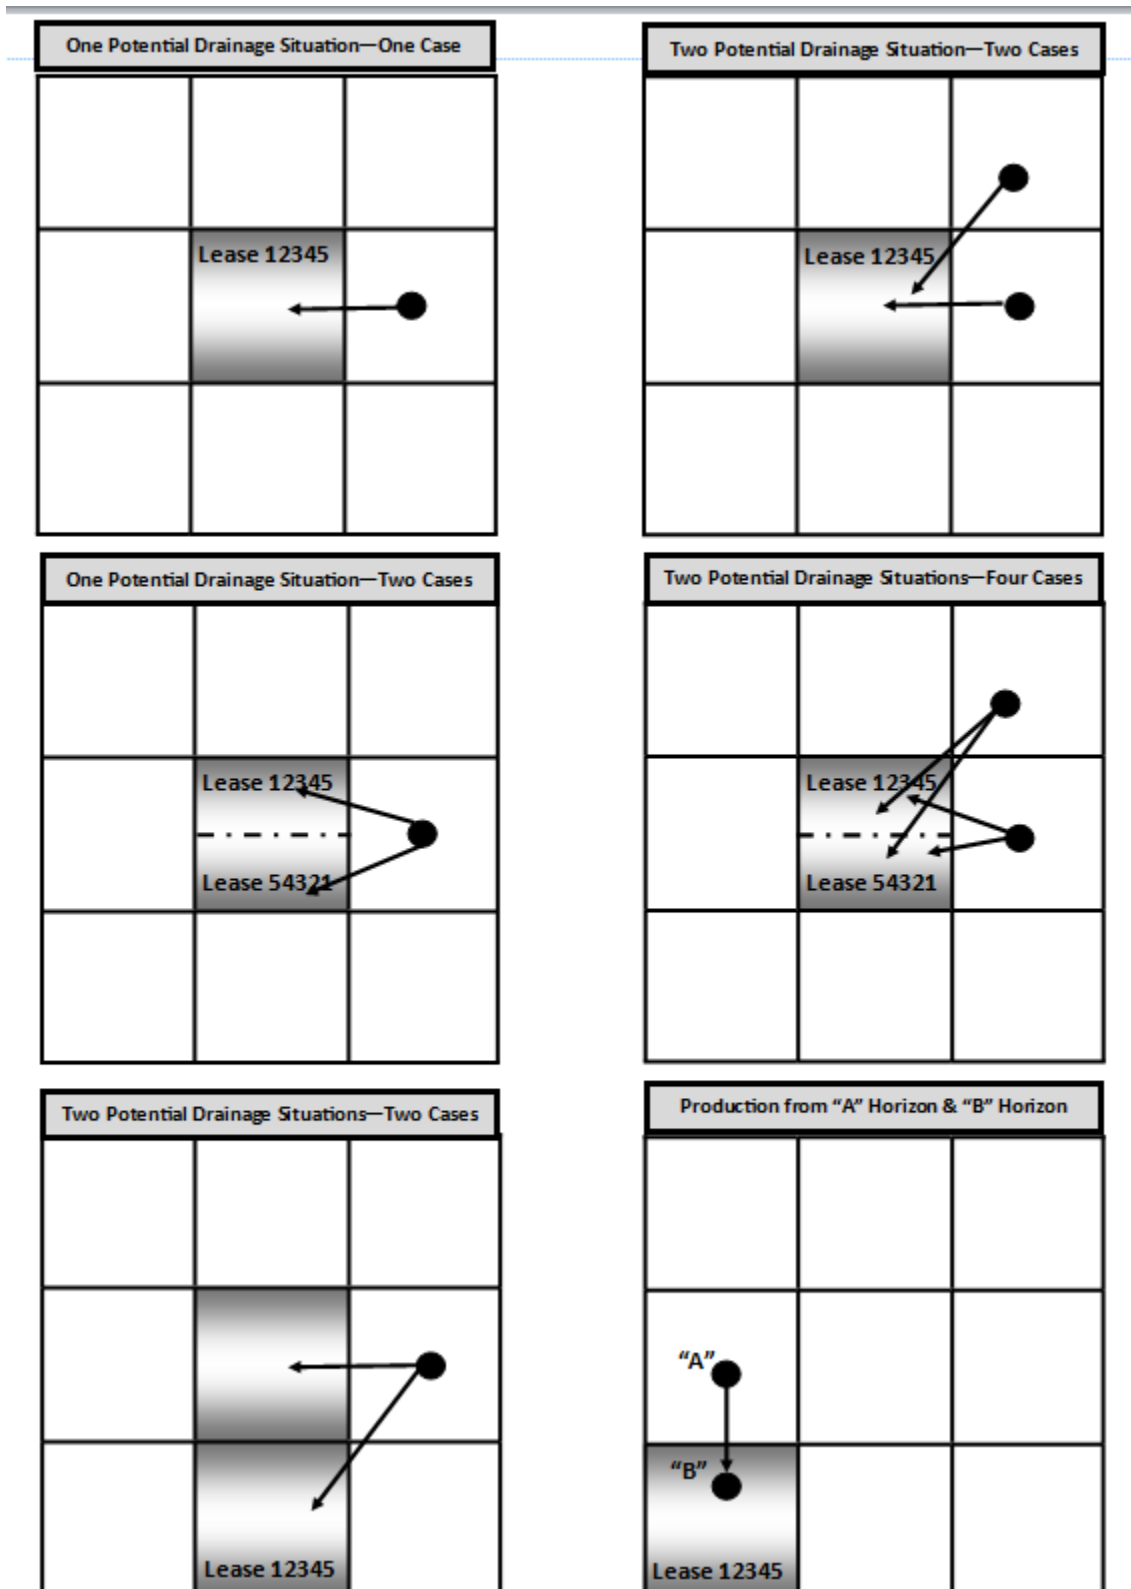 One Potential Drainage Situation—One Case
Two Potential Drainage Situation—Two Cases
Lease 12345
Lease 12345
One Potential Drainage Situation—Two Cases
Two Potential Drainage Situations—Four Cases
Lease 12345
Lease 54321
Lease 12345
Lease 54321
Two Potential Drainage Situations—Two Cases
Production from “A” Horizon & “B” Horizon
Lease 12345
“A”
“B”
Lease 12345